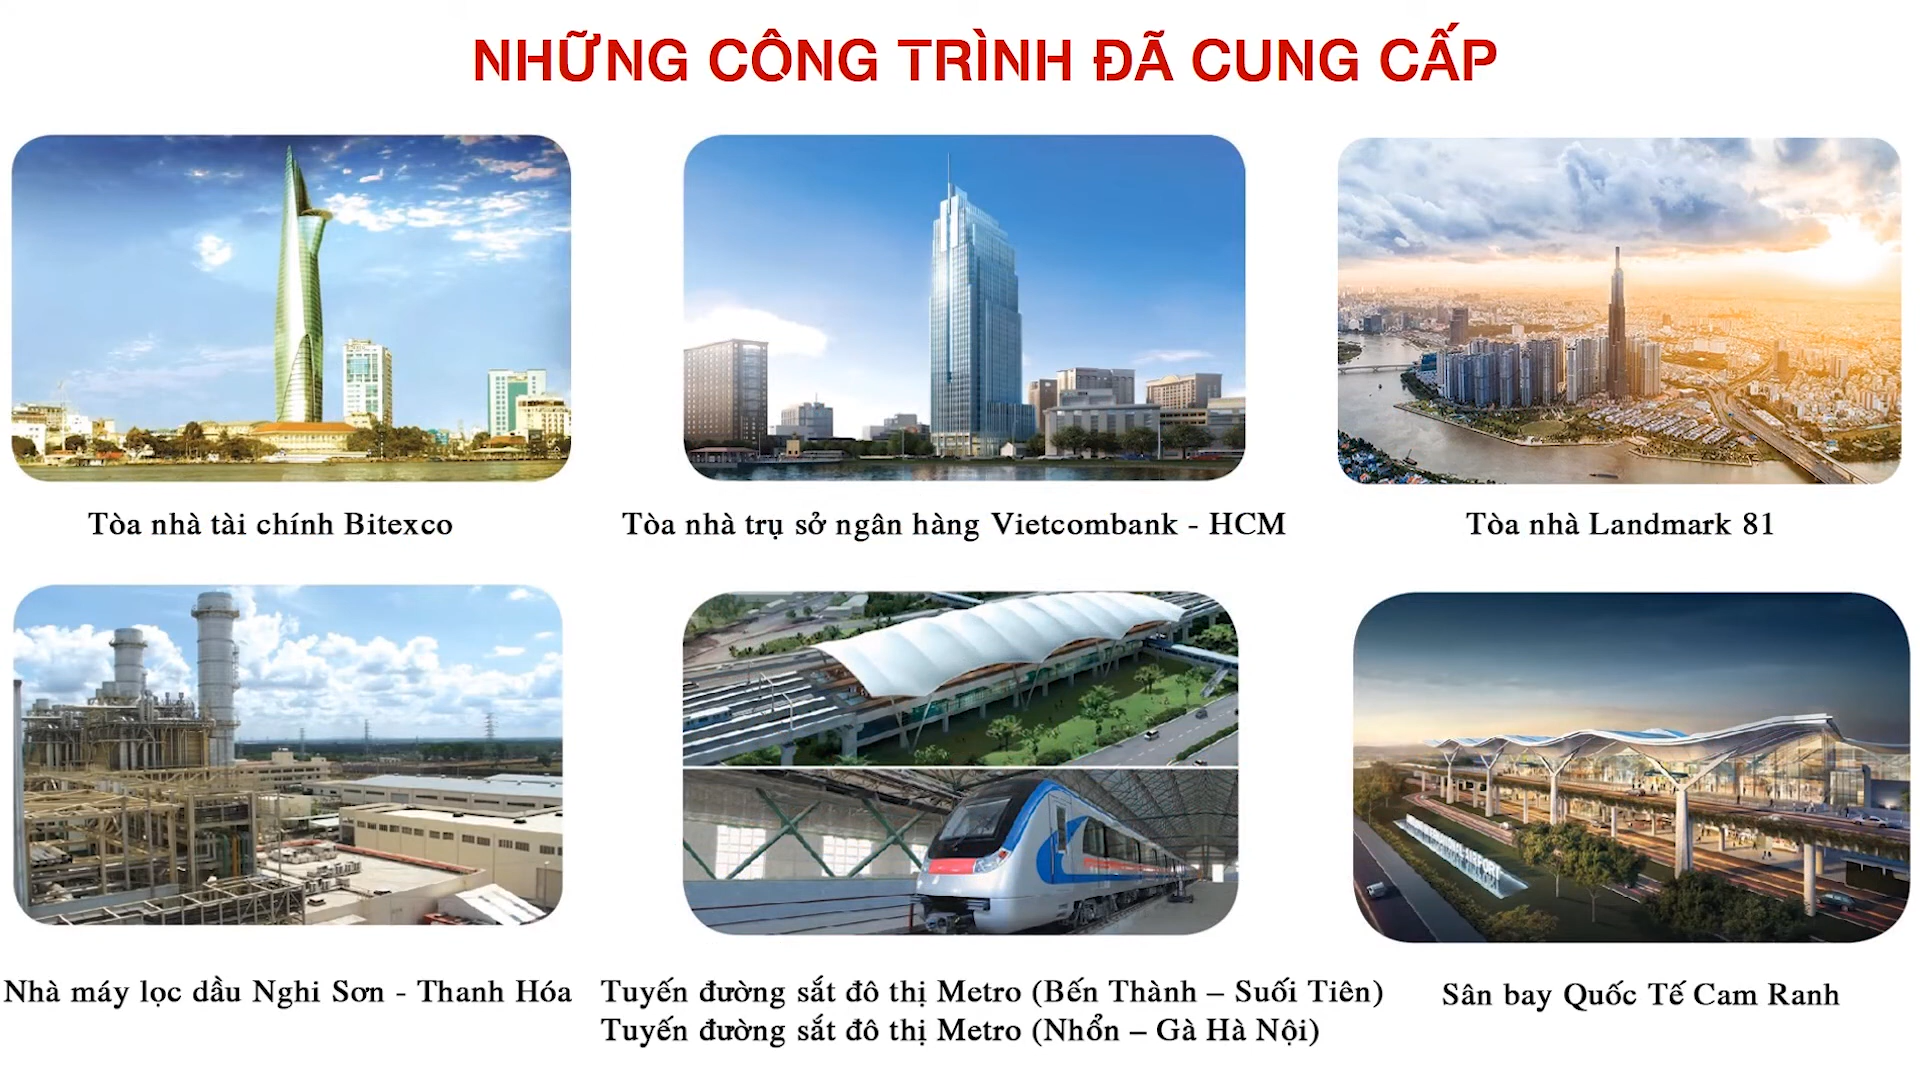 NHỮNG CÔNG TRÌNH ĐÃ CUNG CẤP
Tòa nhà tài chính Bitexco
Tòa nhà trụ sở ngân hàng Vietcombank - HCM
Tòa nhà Landmark 81
Nhà máy lọc dầu Nghi Sơn - Thanh Hóa
Tuyến đường sắt đô thị Metro (Bến Thành – Suối Tiên)
Tuyến đường sắt đô thị Metro (Nhổn – Gà Hà Nội)
Sân bay Quốc Tế Cam Ranh